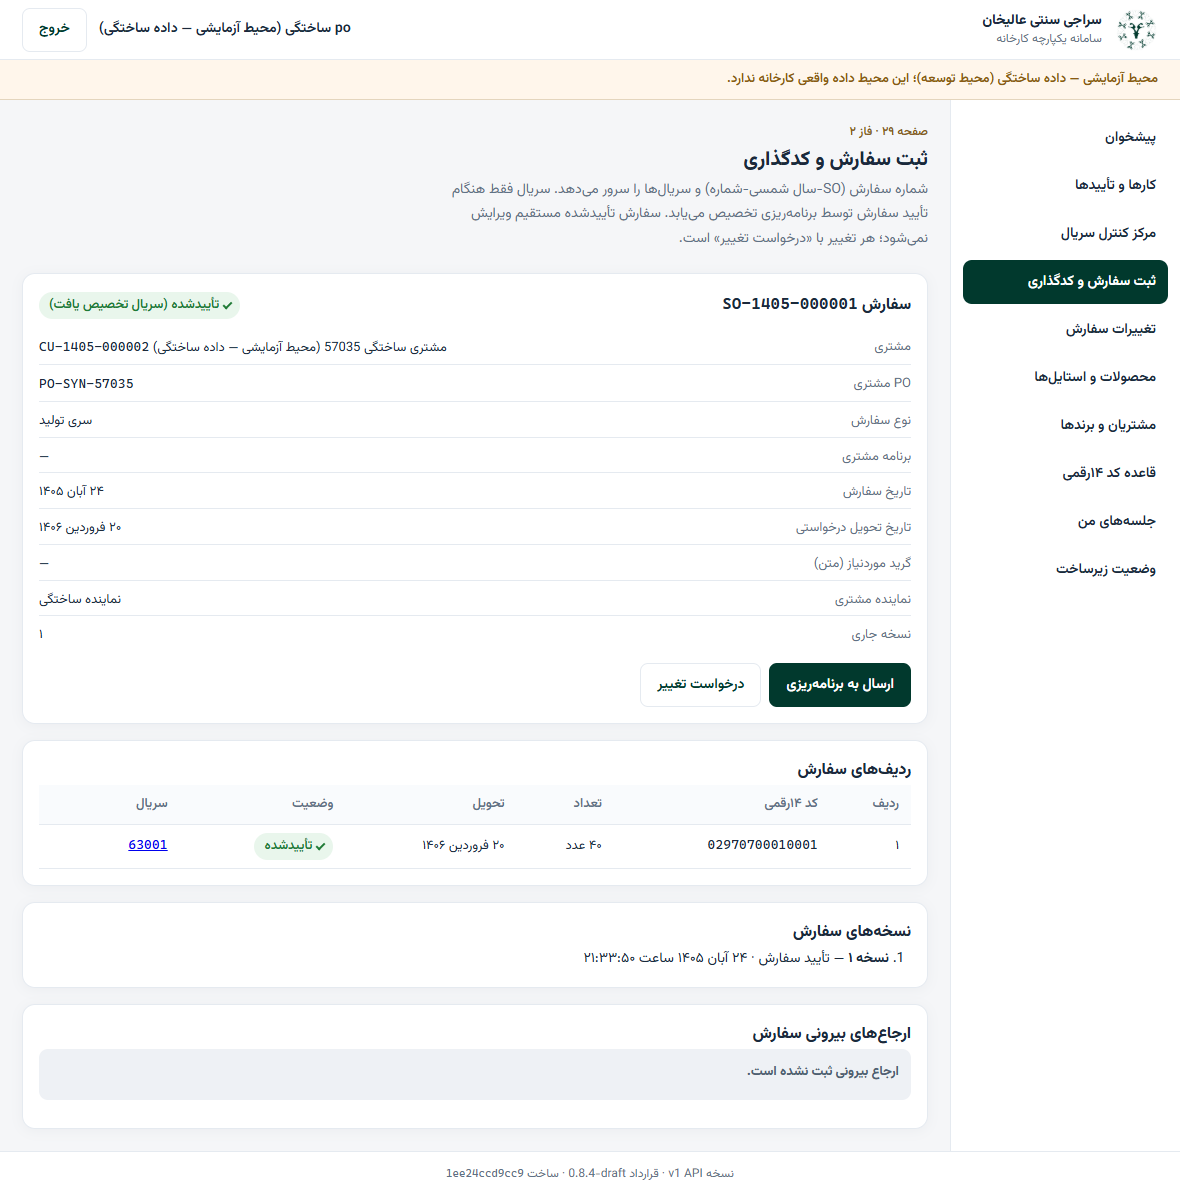 سراجی سنتی عالیخان
سامانه یکپارچه کارخانه
po ساختگی (محیط آزمایشی — داده ساختگی)
خروج
محیط آزمایشی — داده ساختگی (محیط توسعه)؛ این محیط داده واقعی کارخانه ندارد.
پیشخوان
کارها و تأییدها
مرکز کنترل سریال
ثبت سفارش و کدگذاری
تغییرات سفارش
محصولات و استایل‌ها
مشتریان و برندها
قاعده کد ۱۴رقمی
جلسه‌های من
وضعیت زیرساخت
صفحه ۲۹ · فاز ۲
ثبت سفارش و کدگذاری
شماره سفارش (SO-سال شمسی-شماره) و سریال‌ها را سرور می‌دهد. سریال فقط هنگام
تأیید سفارش توسط برنامه‌ریزی تخصیص می‌یابد. سفارش تأییدشده مستقیم ویرایش
نمی‌شود؛ هر تغییر با «درخواست تغییر» است.
سفارش SO-1405-000001
✓ تأییدشده (سریال تخصیص یافت)
مشتری
مشتری ساختگی 57035 (محیط آزمایشی — داده ساختگی) CU-1405-000002
PO مشتری
PO-SYN-57035
نوع سفارش
سری تولید
برنامه مشتری
—
تاریخ سفارش
۲۴ آبان ۱۴۰۵
تاریخ تحویل درخواستی
۲۰ فروردین ۱۴۰۶
گرید موردنیاز (متن)
—
نماینده مشتری
نماینده ساختگی
نسخه جاری
۱
ارسال به برنامه‌ریزی
درخواست تغییر
ردیف‌های سفارش
ردیف کد ۱۴رقمی تعداد تحویل وضعیت سریال
۱ 02970700010001 ۴۰ عدد ۲۰ فروردین ۱۴۰۶ ✓ تأییدشده 63001
نسخه‌های سفارش
1. نسخه ۱ — تأیید سفارش · ۲۴ آبان ۱۴۰۵ ساعت ۲۱:۳۳:۵۰
ارجاع‌های بیرونی سفارش
ارجاع بیرونی ثبت نشده است.
نسخه API v1 · قرارداد 0.8.4-draft · ساخت 1ee24ccd9cc9